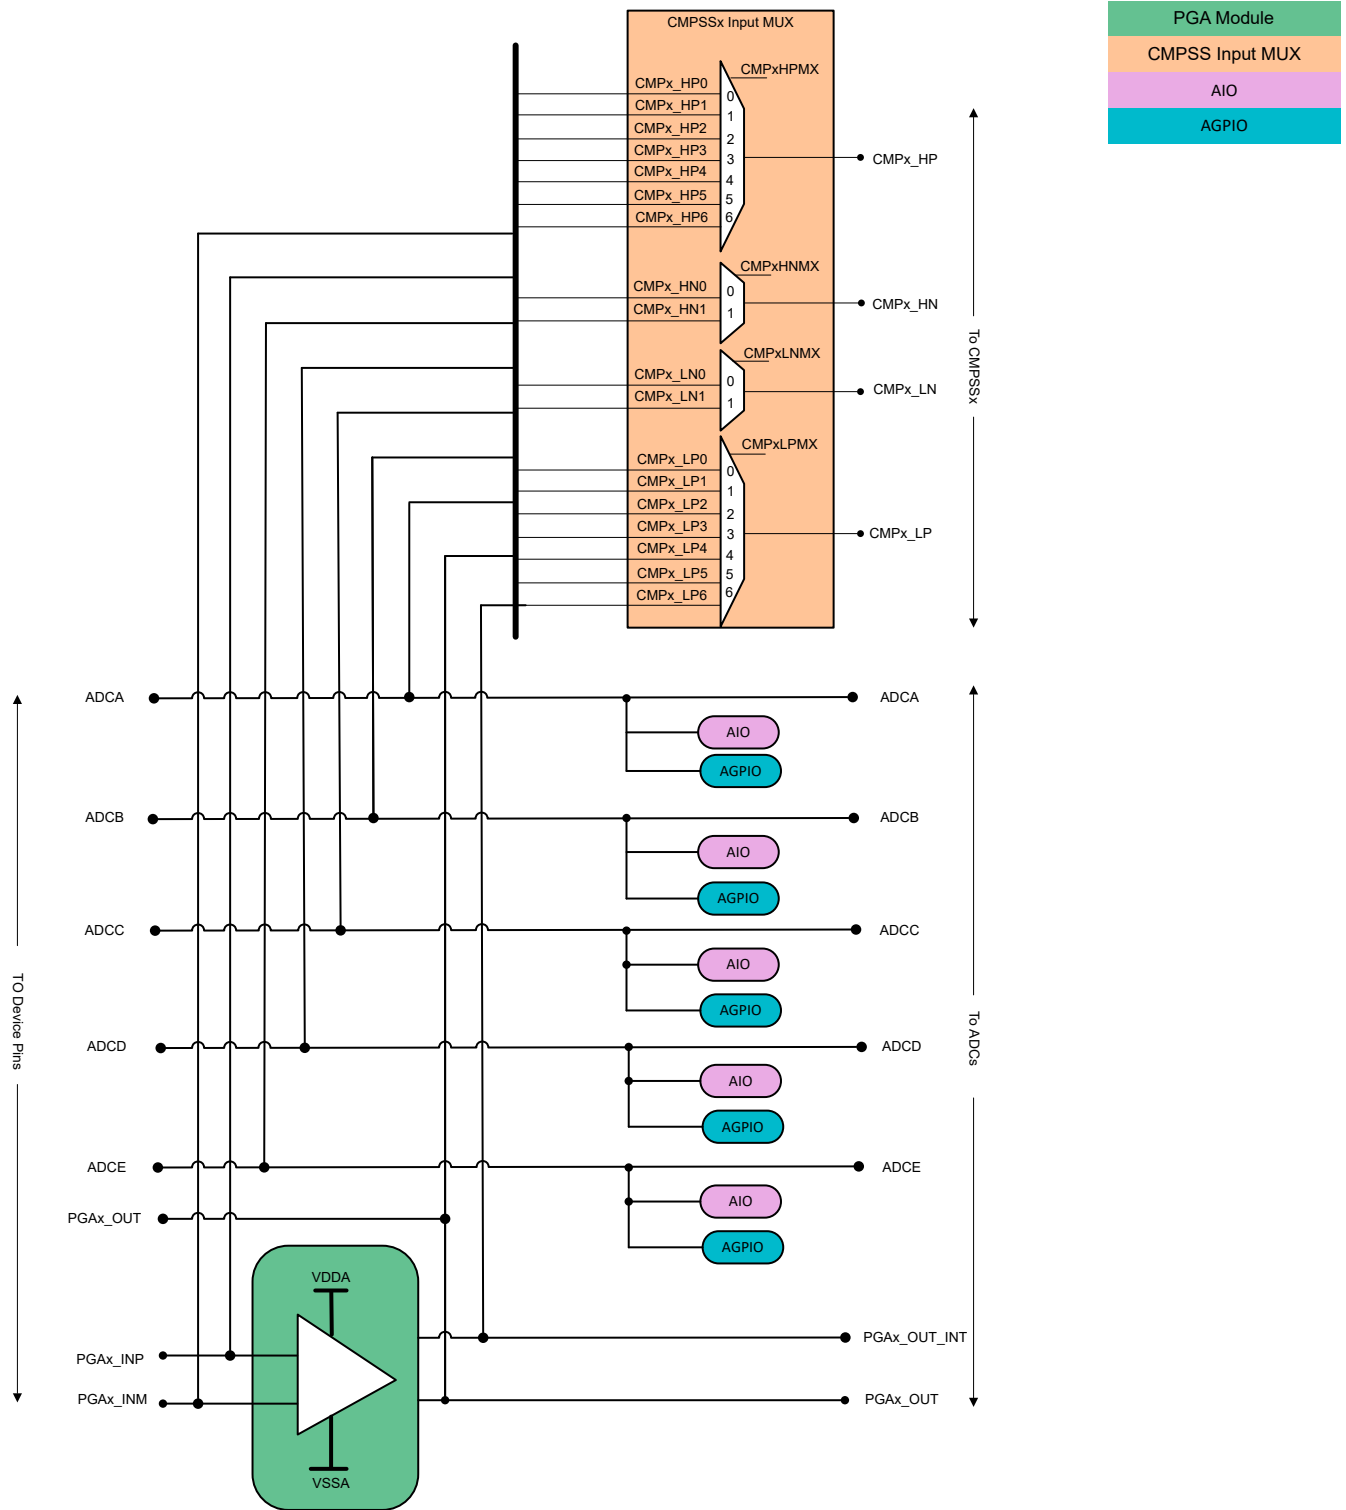 CMPSSx Input MUX
PGA Module
CMPSS Input MUX
AIO
AGPIO
CMPxHPMX
CMPx_HP0
0
CMPx_HP1
1
CMPx_HP2
2
CMPx_HP3
3
CMPx_HP4
4
CMPx_HP5
5
CMPx_HP6
6
CMPx_HP
CMPxHNMX
CMPx_HN0
0
CMPx_HN1
1
CMPx_HN
CMPxLNMX
CMPx_LN0
0
CMPx_LN1
1
CMPx_LN
CMPxLPMX
CMPx_LP0
0
CMPx_LP1
1
CMPx_LP2
2
CMPx_LP3
3
CMPx_LP4
4
CMPx_LP5
5
CMPx_LP6
6
CMPx_LP
To CMPSSx
ADCA
ADCA
AIO
AGPIO
ADCB
ADCB
AIO
AGPIO
ADCC
ADCC
AIO
AGPIO
TO Device Pins
To ADCs
ADCD
ADCD
AIO
AGPIO
ADCE
ADCE
AIO
AGPIO
PGAx_OUT
VDDA
PGAx_OUT_INT
PGAx_INP
PGAx_INM
PGAx_OUT
VSSA